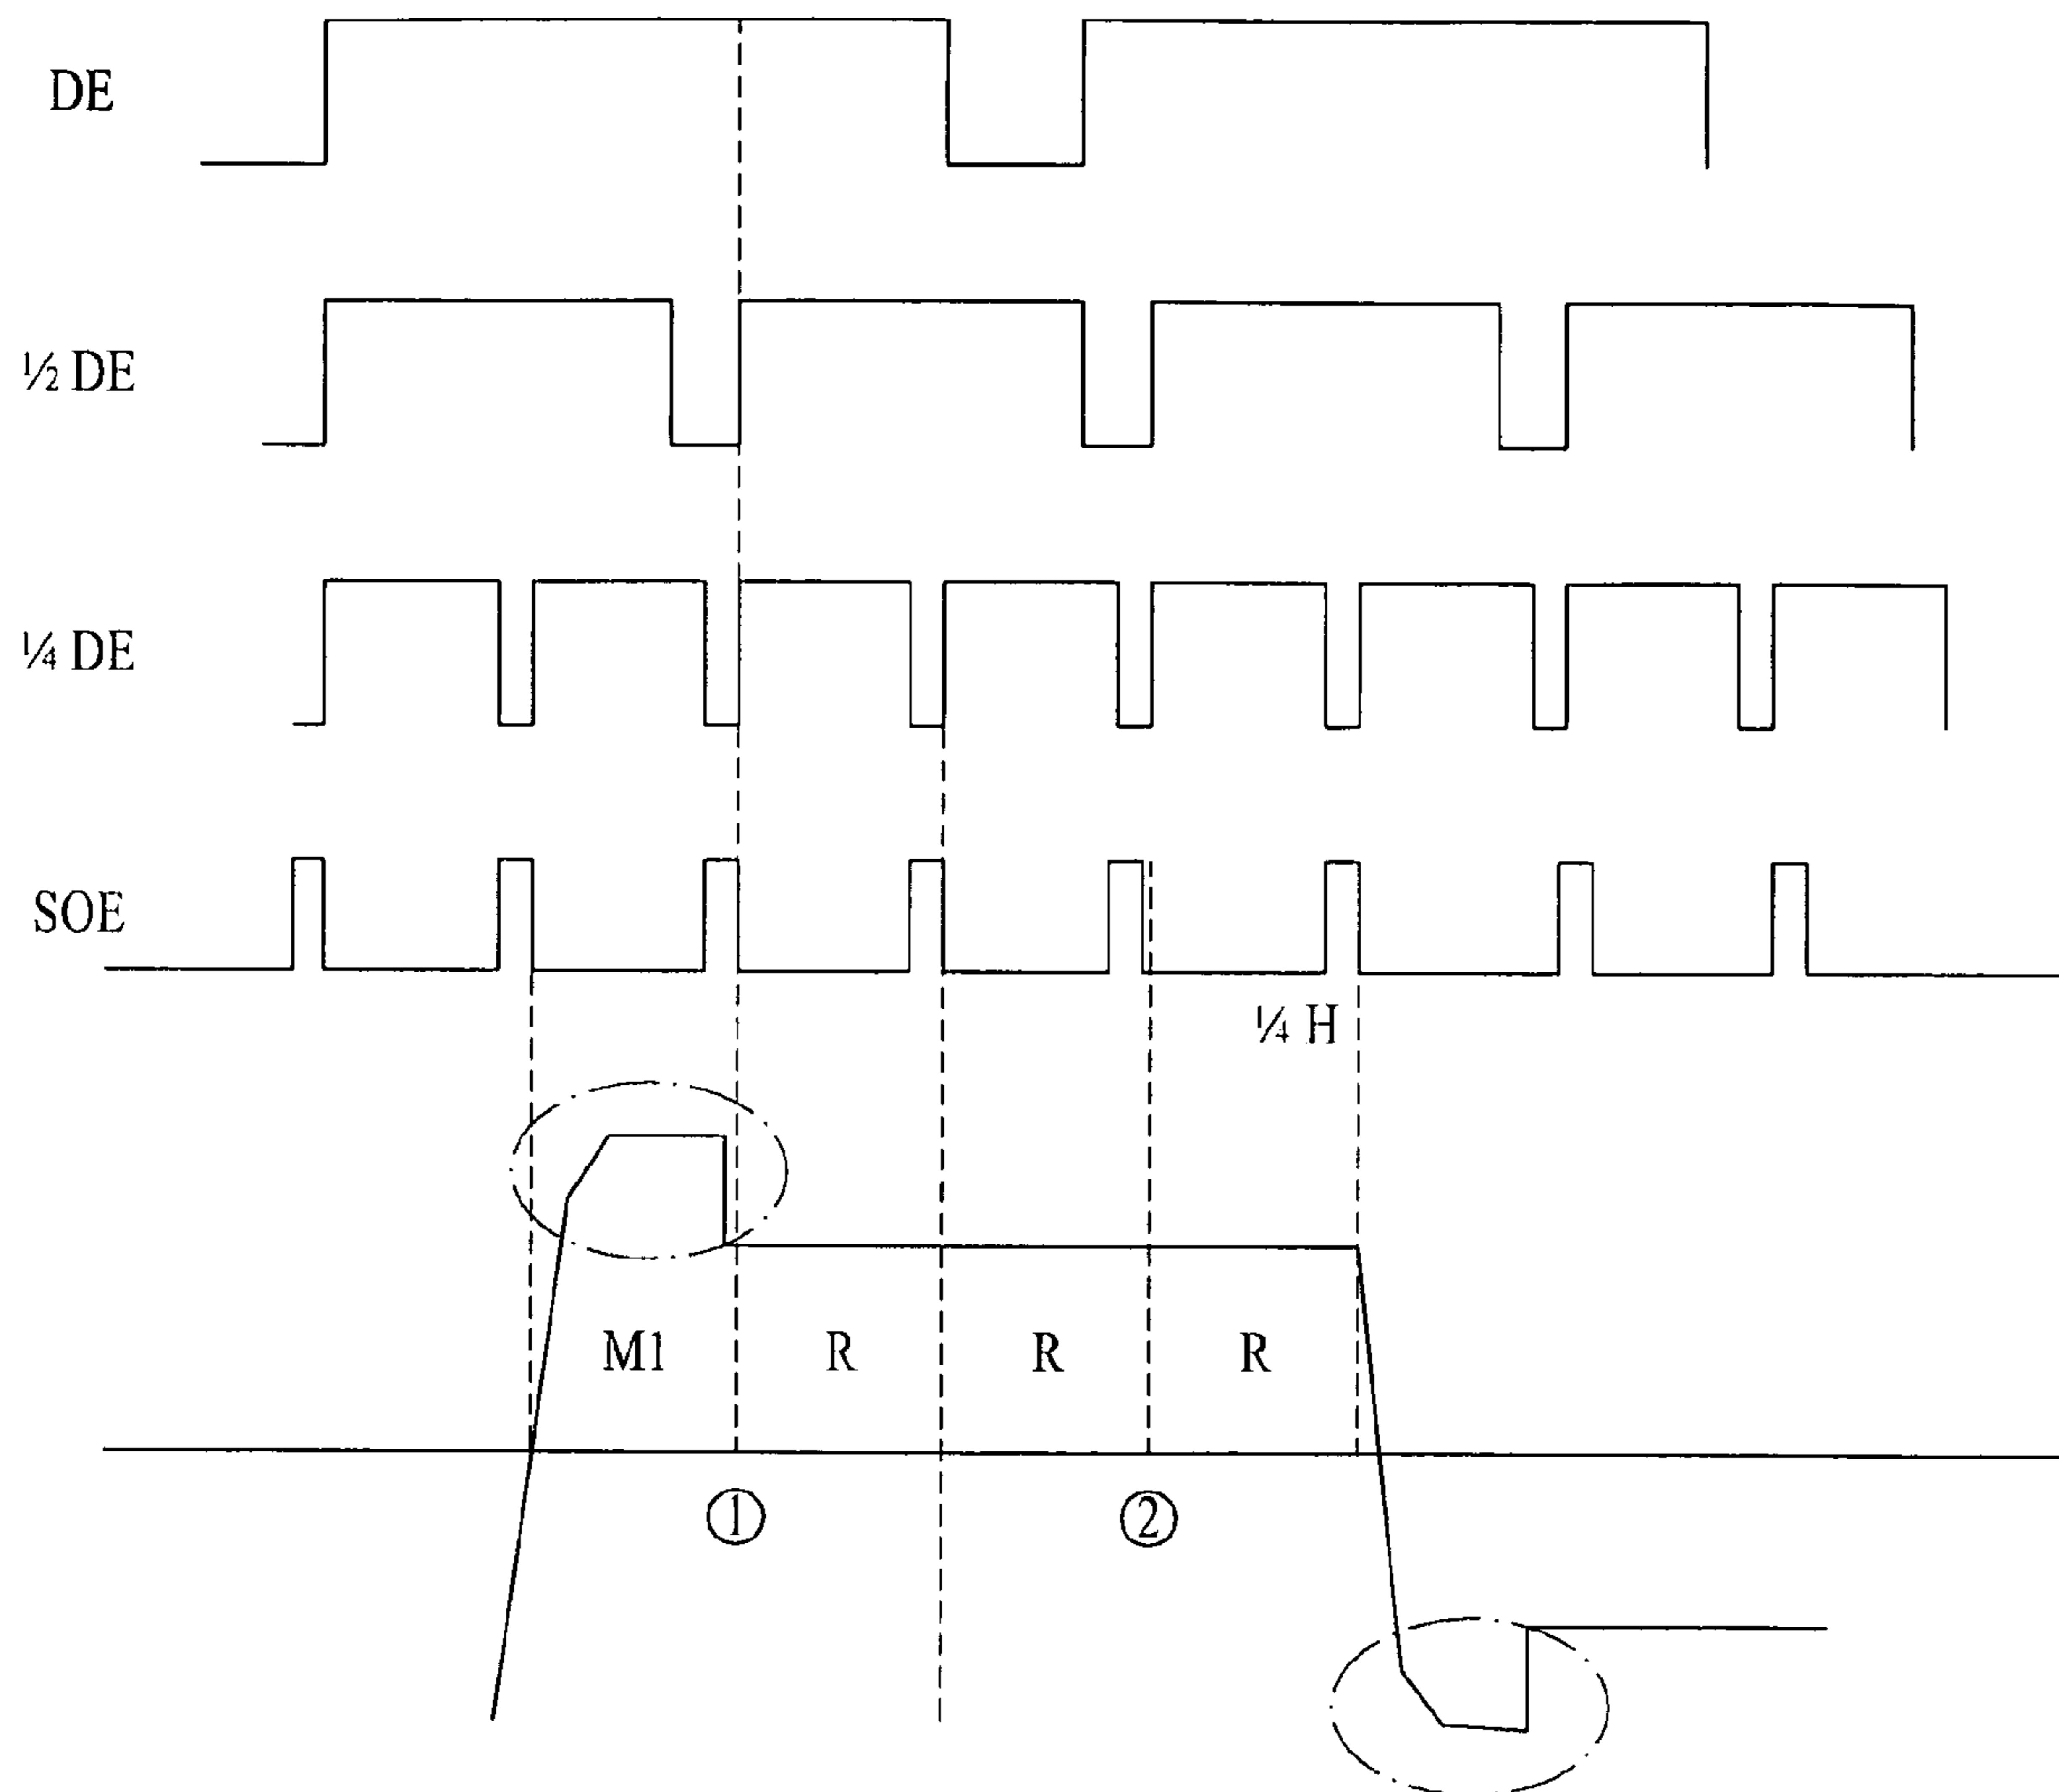 DE
½ DE
¼ DE
SOE
¼ H
M1 R R R
① ②